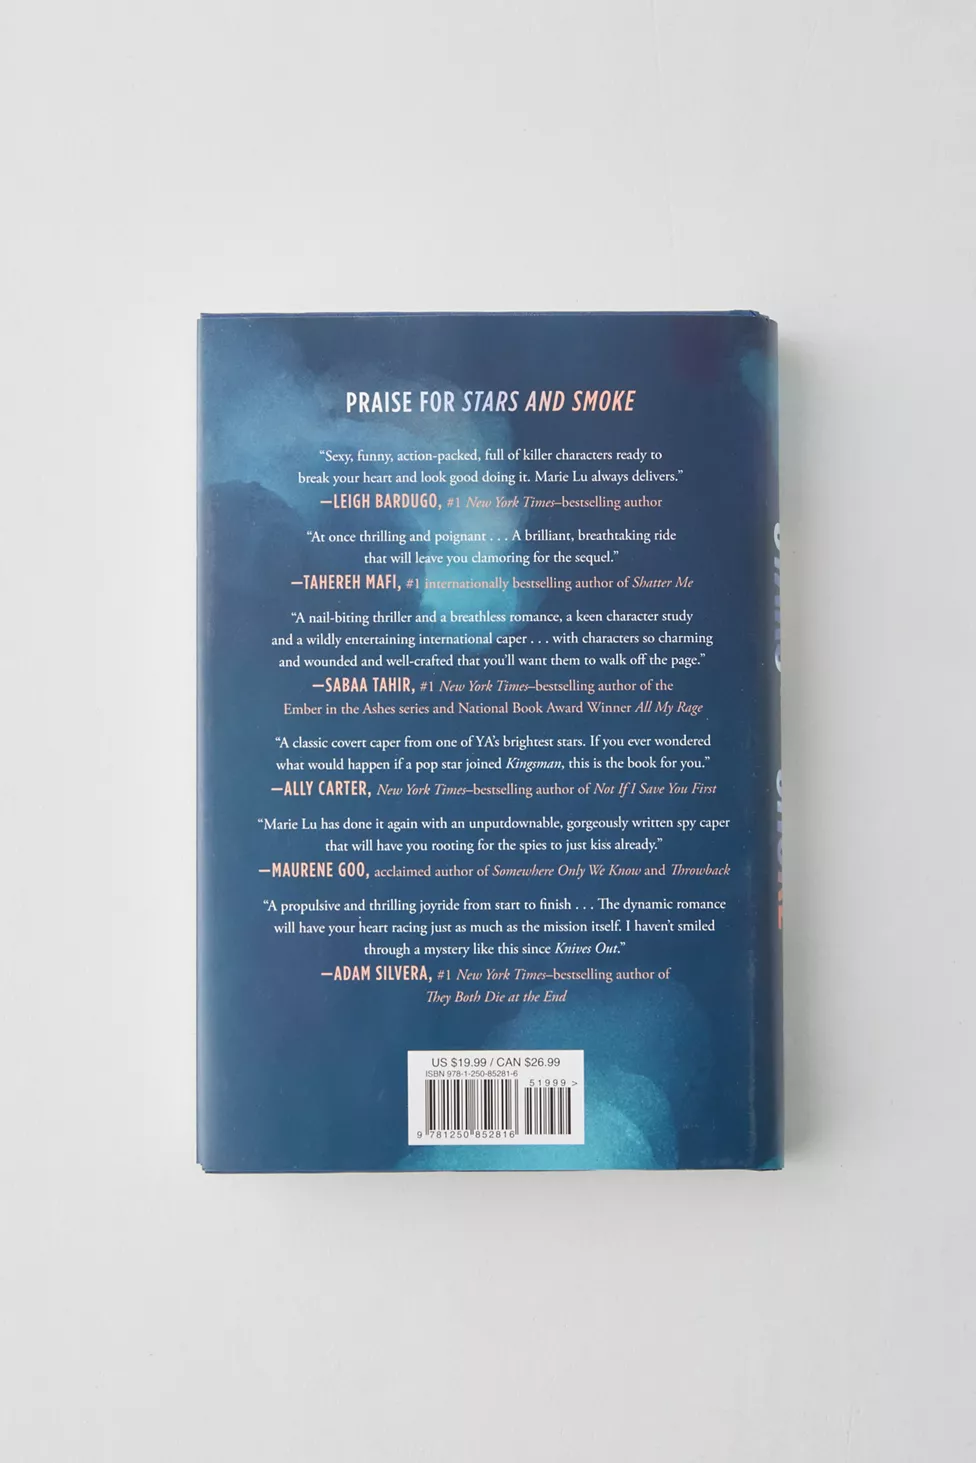 PRAISE FOR STARS AND SMOKE
“Sexy, funny, action-packed, full of killer characters ready to
break your heart and look good doing it. Marie Lu always delivers.”
—LEIGH BARDUGO, #1 New York Times–bestselling author
“At once thrilling and poignant . . . A brilliant, breathtaking ride
that will leave you clamoring for the sequel.”
—TAHEREH MAFI, #1 internationally bestselling author of Shatter Me
“A nail-biting thriller and a breathless romance, a keen character study
and a wildly entertaining international caper . . . with characters so charming
and wounded and well-crafted that you’ll want them to walk off the page.”
—SABAA TAHIR, #1 New York Times–bestselling author of the
Ember in the Ashes series and National Book Award Winner All My Rage
“A classic covert caper from one of YA’s brightest stars. If you ever wondered
what would happen if a pop star joined Kingsman, this is the book for you.”
—ALLY CARTER, New York Times–bestselling author of Not If I Save You First
“Marie Lu has done it again with an unputdownable, gorgeously written spy caper
that will have you rooting for the spies to just kiss already.”
—MAURENE GOO, acclaimed author of Somewhere Only We Know and Throwback
“A propulsive and thrilling joyride from start to finish . . . The dynamic romance
will have your heart racing just as much as the mission itself. I haven’t smiled
through a mystery like this since Knives Out.”
—ADAM SILVERA, #1 New York Times–bestselling author of
They Both Die at the End
US $19.99 / CAN $26.99
ISBN 978-1-250-85281-6
51999 >
9 781250 852816